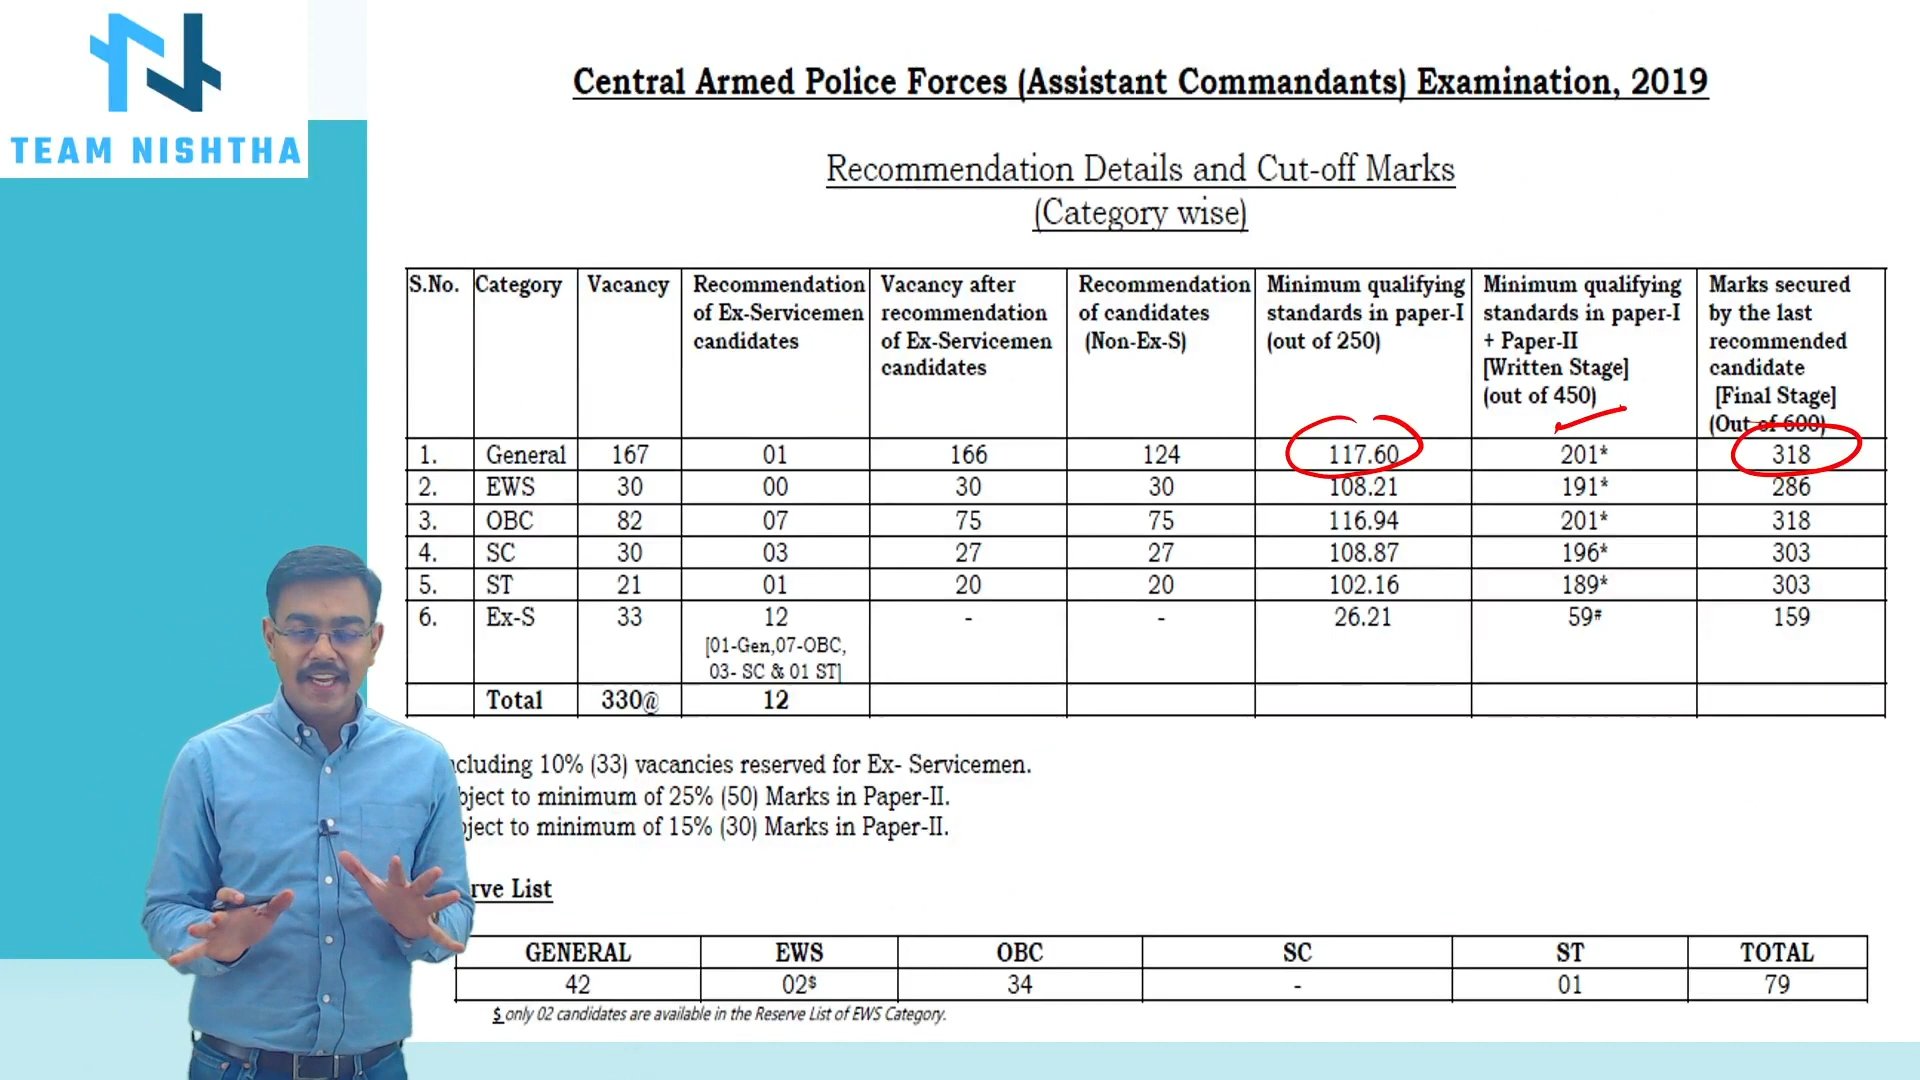 TEAM NISHTHA
Central Armed Police Forces (Assistant Commandants) Examination, 2019
Recommendation Details and Cut-off Marks
(Category wise)
S.No. Category Vacancy Recommendation of Ex-Servicemen candidates Vacancy after recommendation of Ex-Servicemen candidates Recommendation of candidates (Non-Ex-S) Minimum qualifying standards in paper-I (out of 250) Minimum qualifying standards in paper-I + Paper-II [Written Stage] (out of 450) Marks secured by the last recommended candidate [Final Stage] (Out of 600)
1. General 167 01 166 124 117.60 201* 318
2. EWS 30 00 30 30 108.21 191* 286
3. OBC 82 07 75 75 116.94 201* 318
4. SC 30 03 27 27 108.87 196* 303
5. ST 21 01 20 20 102.16 189* 303
6. Ex-S 33 12 - - 26.21 59# 159
[01-Gen,07-OBC,
03- SC & 01 ST]
Total 330@ 12
10% (33) vacancies reserved for Ex- Servicemen.
to minimum of 25% (50) Marks in Paper-II.
to minimum of 15% (30) Marks in Paper-II.
List
GENERAL EWS OBC SC ST TOTAL
42 02$ 34 - 01 79
$ only 02 candidates are available in the Reserve List of EWS Category.